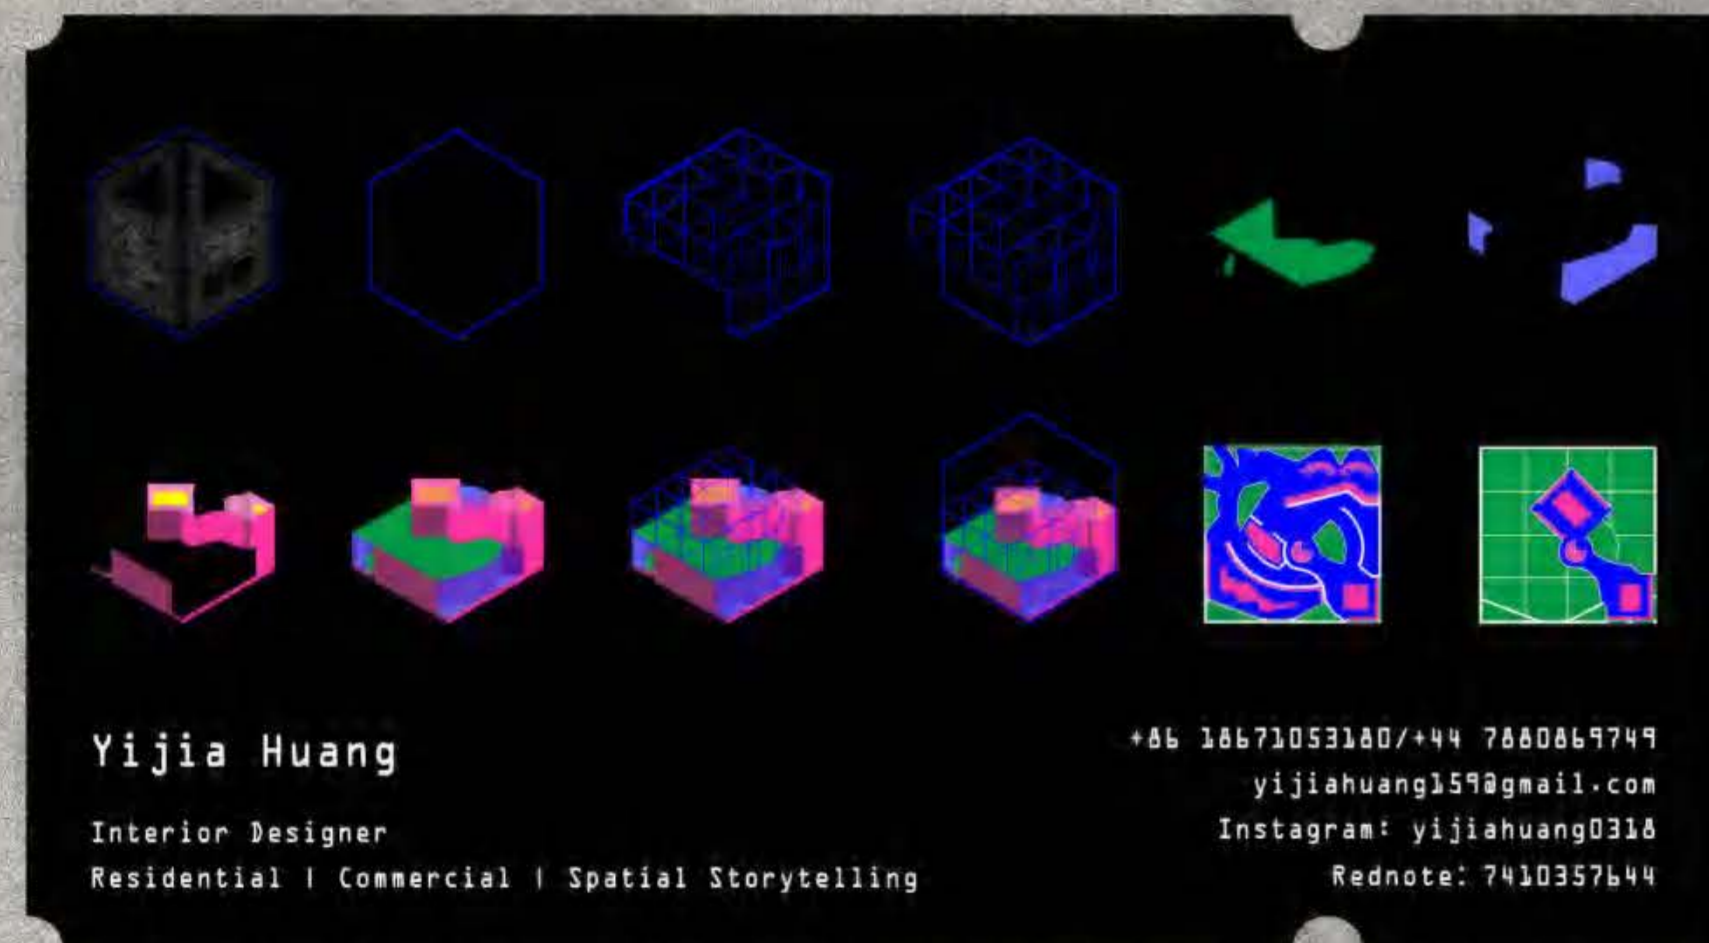 Yijia Huang
Interior Designer
Residential | Commercial | Spatial Storytelling
+86 18671053180/+44 7880869749
yijiahuang159@gmail.com
Instagram: yijiahuang0318
Rednote: 7410357644